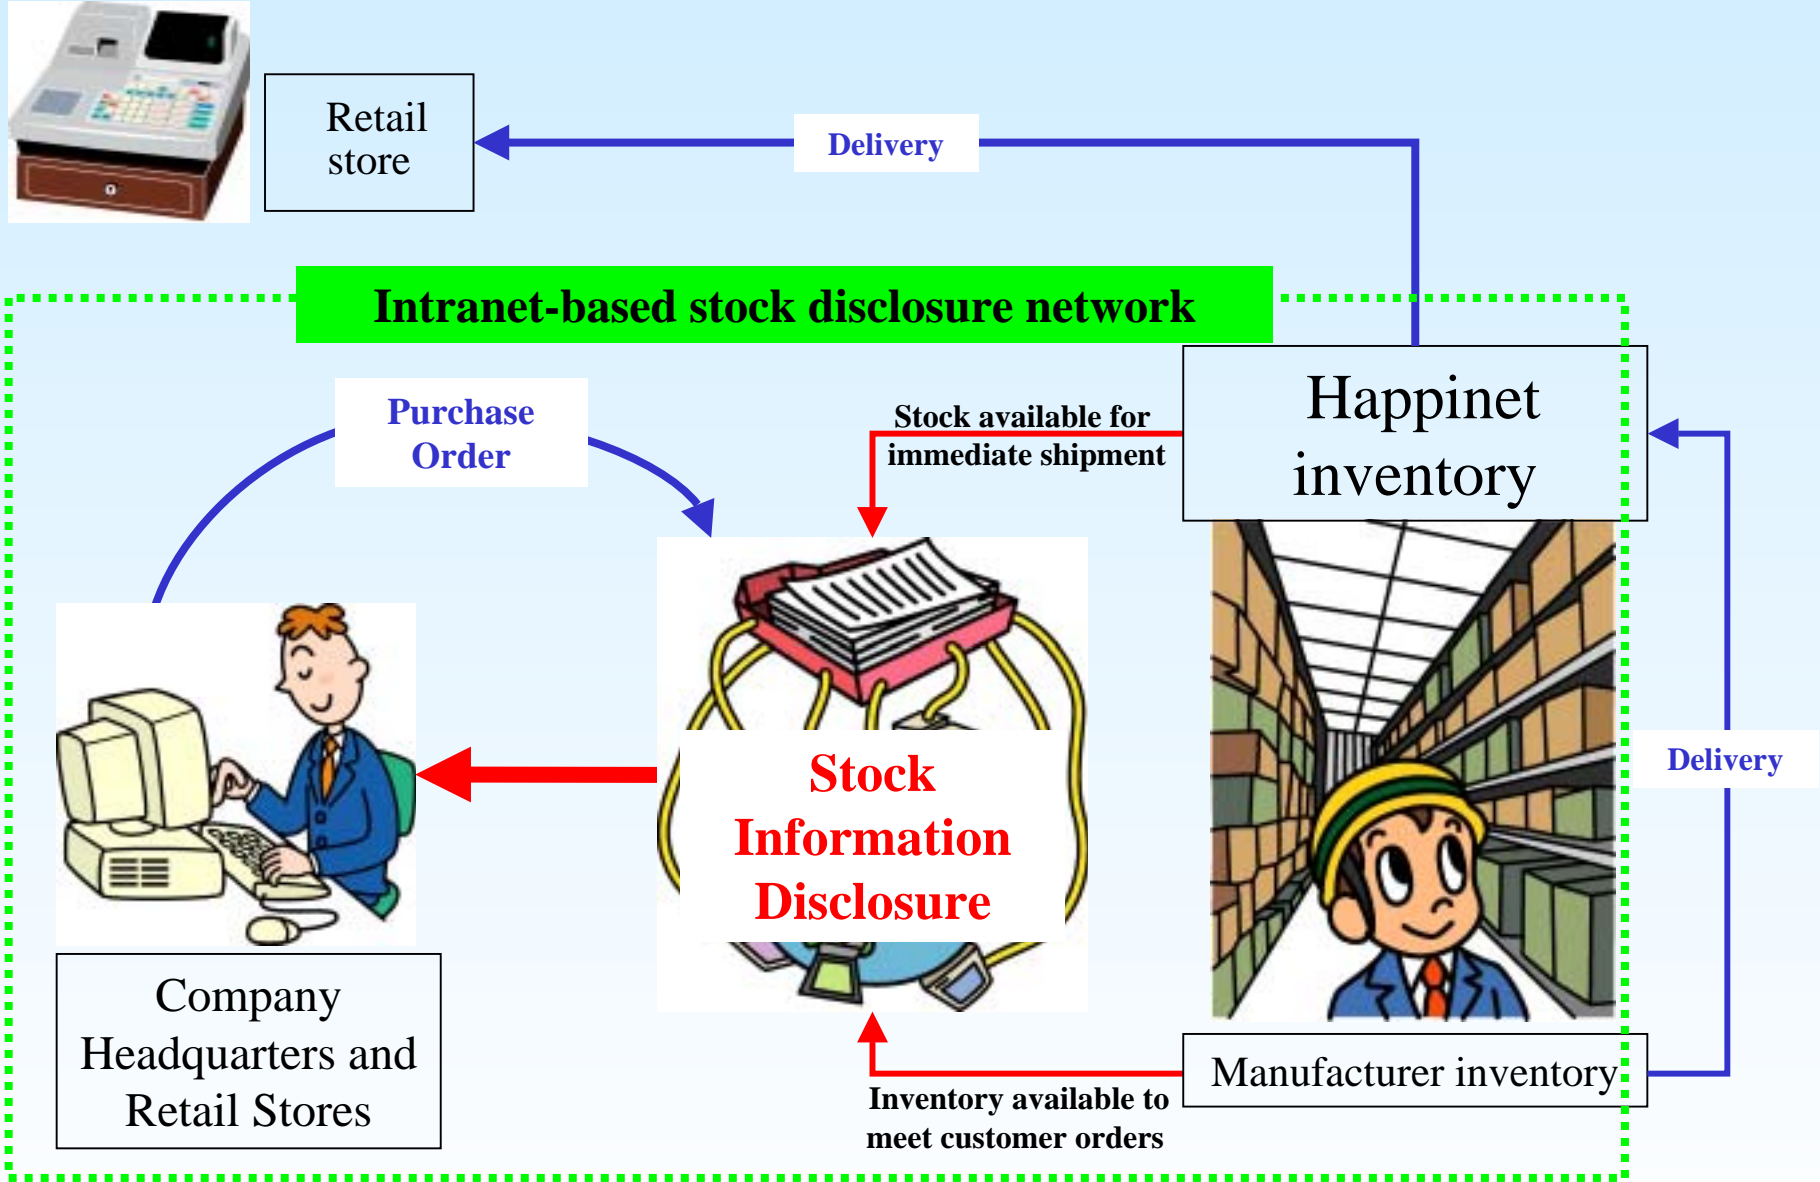 Retail
store
Delivery
Intranet-based stock disclosure network
Purchase
Order
Stock available for
immediate shipment
Happinet
inventory
Stock
Information
Disclosure
Delivery
Company
Headquarters and
Retail Stores
Manufacturer inventory
Inventory available to
meet customer orders